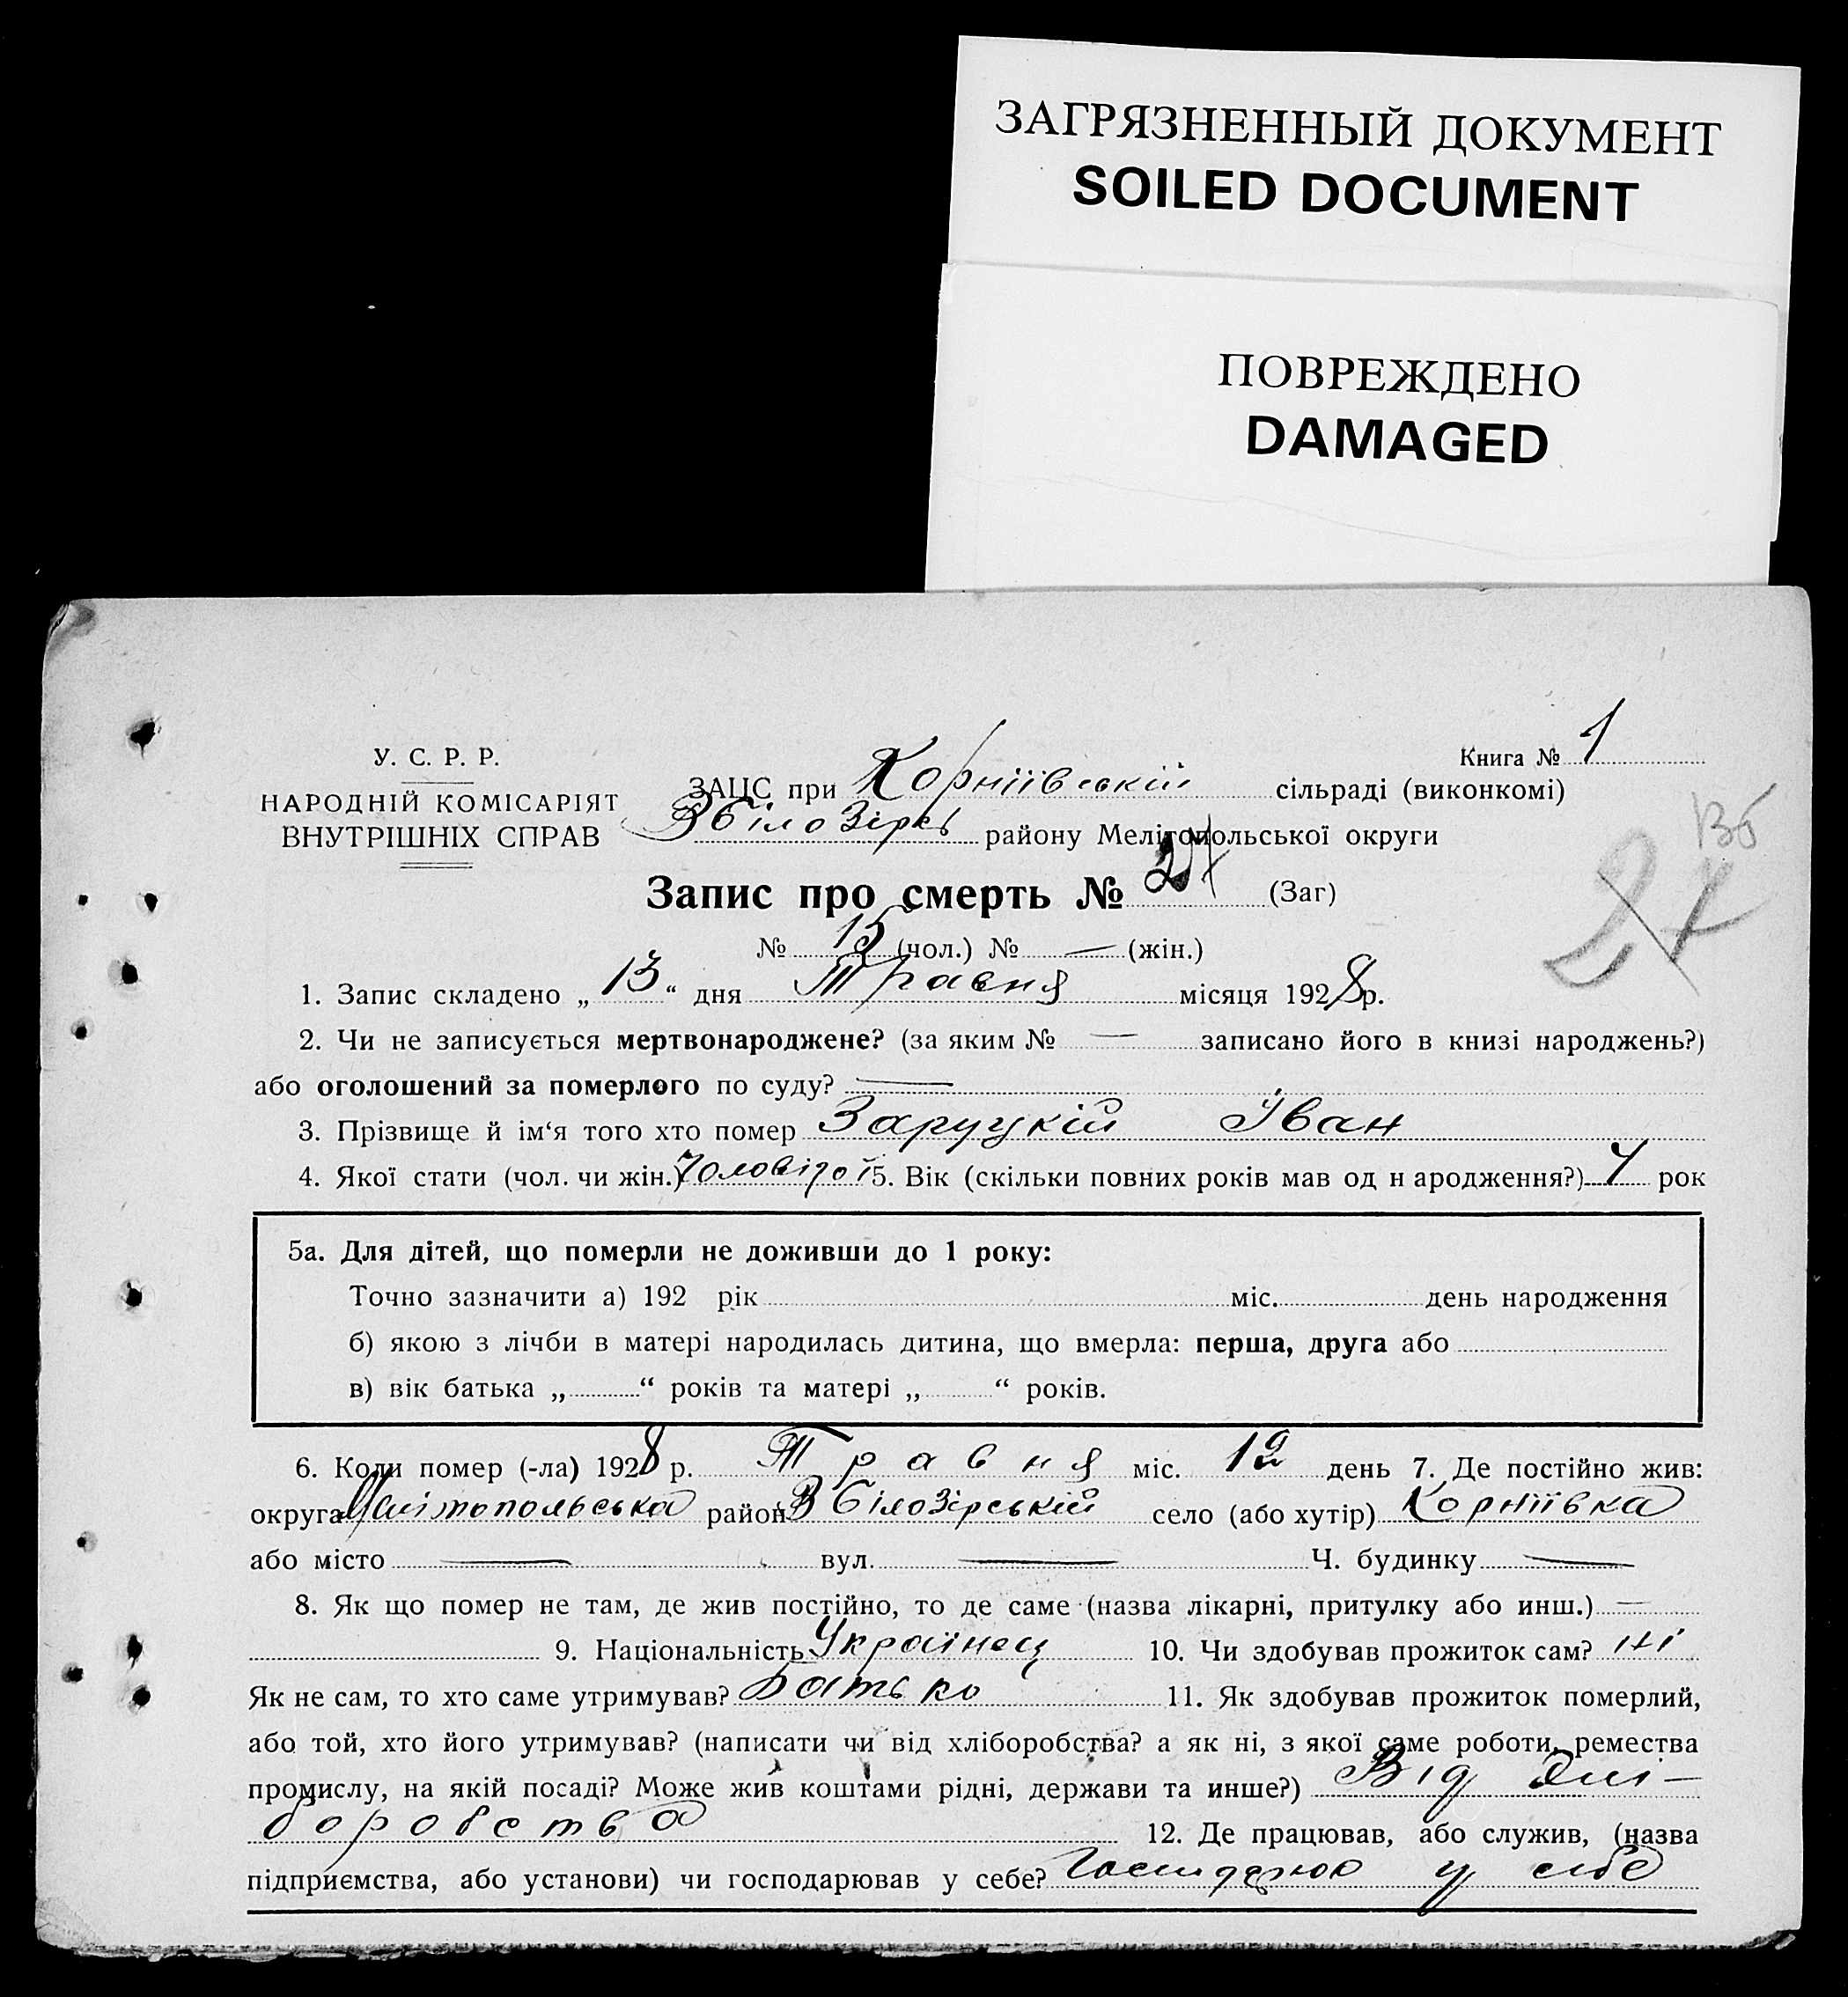 ЗАГРЯЗНЕННЫЙ ДОКУМЕНТ
SOILED DOCUMENT
ПОВРЕЖДЕНО
DAMAGED
У. С. Р. Р.
НАРОДНІЙ КОМІСАРІЯТ
ВНУТРІШНІХ СПРАВ
Книга № 1
ЗАЦС при Корніївській сільраді (виконкомі)
Збілозірсь району Мелітопольської округи
136
27
Запис про смерть № 27 (Заг)
№ 15 (чол.) № — (жін.)
1. Запис складено „ 13 “ дня Травня місяця 1928 р.
2. Чи не записується мертвонароджене? (за яким № — записано його в книзі народжень?)
або оголошений за померлого по суду? —
3. Прізвище й ім‘я того хто помер Заруцкій Іван
4. Якої стати (чол. чи жін.) 5. Вік (скільки повних років мав од н ародження?) рок
5а. Для дітей, що померли не доживши до 1 року:
Точно зазначити а) 192 рік міс. день народження
б) якою з лічби в матері народилась дитина, що вмерла: перша, друга або
в) вік батька „ “ років та матері „ “ років.
6. Коли помер (-ла) 1928 р. Травня міс. 12 день 7. Де постійно жив:
округа Мелітопольська район Збілозірській село (або хутір) Корніївка
або місто — вул. — Ч. будинку —
8. Як що помер не там, де жив постійно, то де саме (назва лікарні, притулку або инш.) —
9. Національність Українец 10. Чи здобував прожиток сам? Ні
Як не сам, то хто саме утримував? Батько 11. Як здобував прожиток померлий,
або той, хто його утримував? (написати чи від хліборобства? а як ні, з якої саме роботи, ремества
промислу, на якій посаді? Може жив коштами рідні, держави та инше?) Від хлі-
боробства 12. Де працював, або служив, (назва
підприємства, або установи) чи господарював у себе? у себе